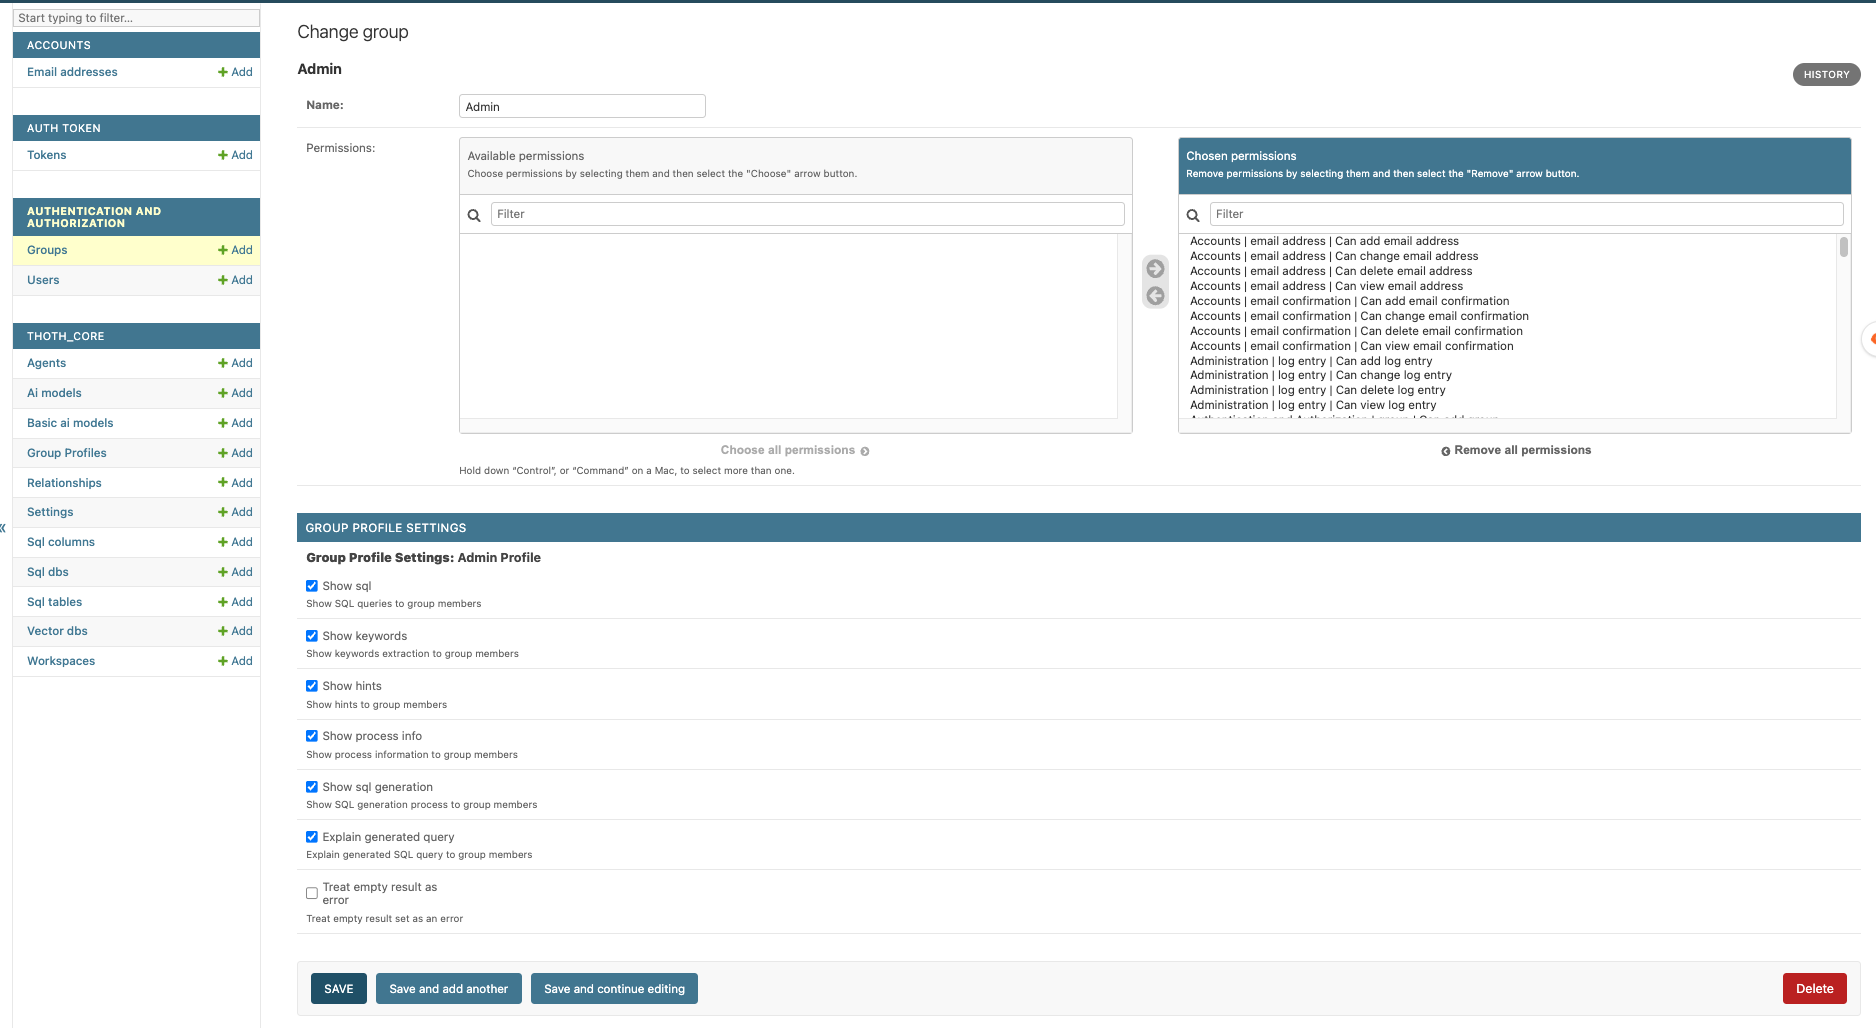 Start typing to filter...
ACCOUNTS
Email addresses
Add
AUTH TOKEN
Tokens
Add
AUTHENTICATION AND
AUTHORIZATION
Groups
Add
Users
Add
THOTH_CORE
Agents
Add
Ai models
Add
Basic ai models
Add
Group Profiles
Add
Relationships
Add
Settings
Add
Sql columns
Add
Sql dbs
Add
Sql tables
Add
Vector dbs
Add
Workspaces
Add
«
Change group
Admin
HISTORY
Name:
Admin
Permissions:
Available permissions
Choose permissions by selecting them and then select the "Choose" arrow button.
Filter
Choose all permissions
Hold down “Control”, or “Command” on a Mac, to select more than one.
Chosen permissions
Remove permissions by selecting them and then select the "Remove" arrow button.
Filter
Accounts | email address | Can add email address
Accounts | email address | Can change email address
Accounts | email address | Can delete email address
Accounts | email address | Can view email address
Accounts | email confirmation | Can add email confirmation
Accounts | email confirmation | Can change email confirmation
Accounts | email confirmation | Can delete email confirmation
Accounts | email confirmation | Can view email confirmation
Administration | log entry | Can add log entry
Administration | log entry | Can change log entry
Administration | log entry | Can delete log entry
Administration | log entry | Can view log entry
Authentication and Authorization | group | Can add group
Remove all permissions
GROUP PROFILE SETTINGS
Group Profile Settings: Admin Profile
Show sql
Show SQL queries to group members
Show keywords
Show keywords extraction to group members
Show hints
Show hints to group members
Show process info
Show process information to group members
Show sql generation
Show SQL generation process to group members
Explain generated query
Explain generated SQL query to group members
Treat empty result as
error
Treat empty result set as an error
SAVE
Save and add another
Save and continue editing
Delete